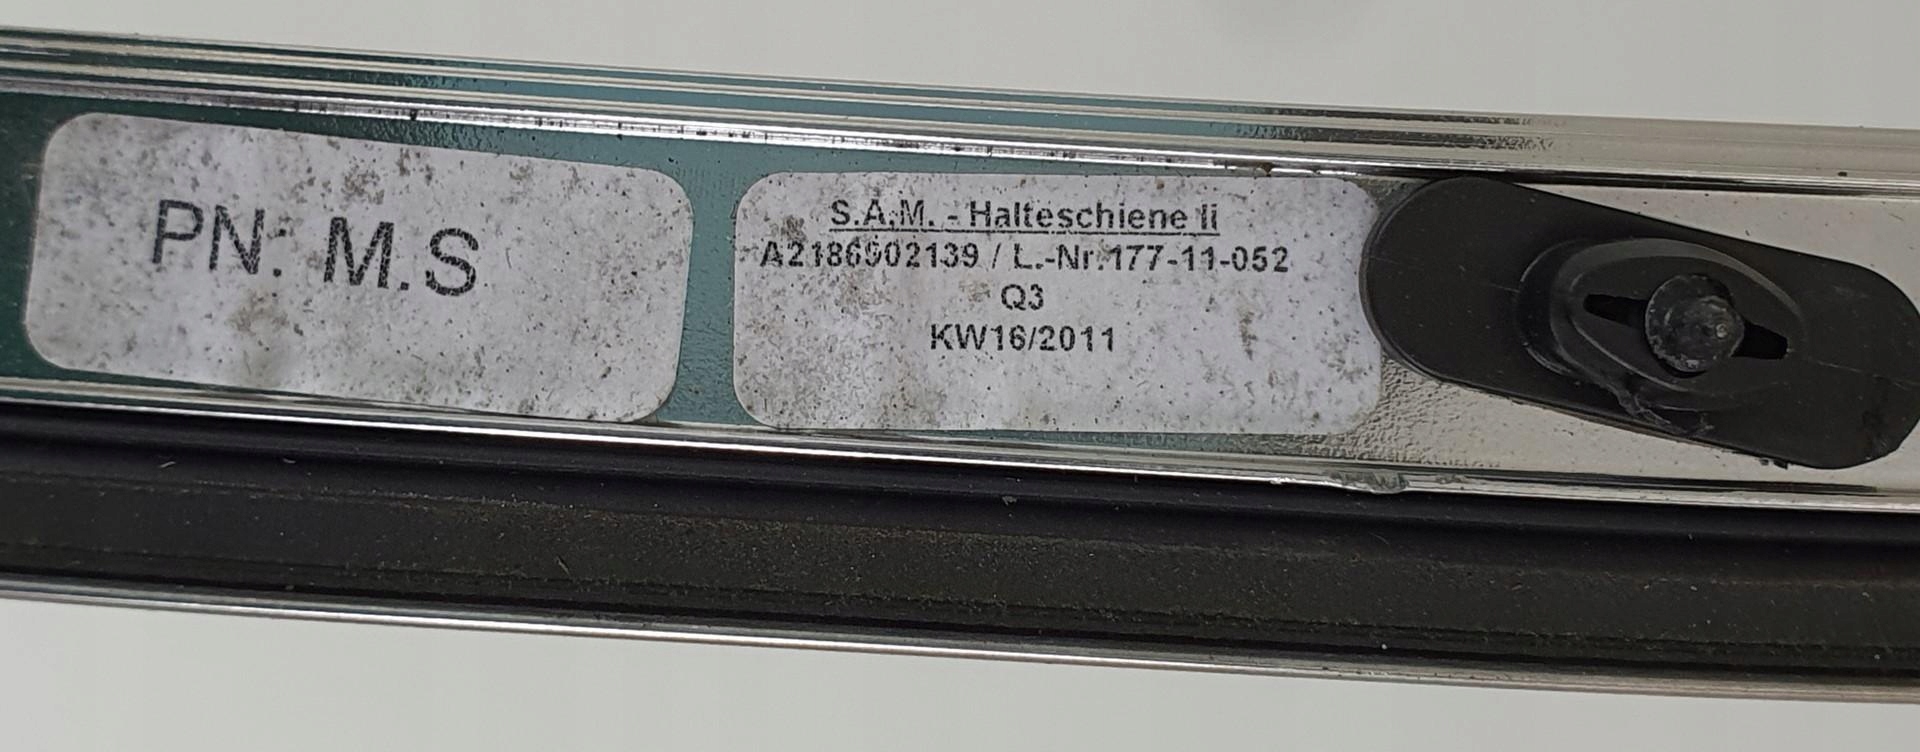 PN: M.S
S.A.M. - Halteschiene li
A2186902139 / L.-Nr.177-11-052
Q3
KW16/2011